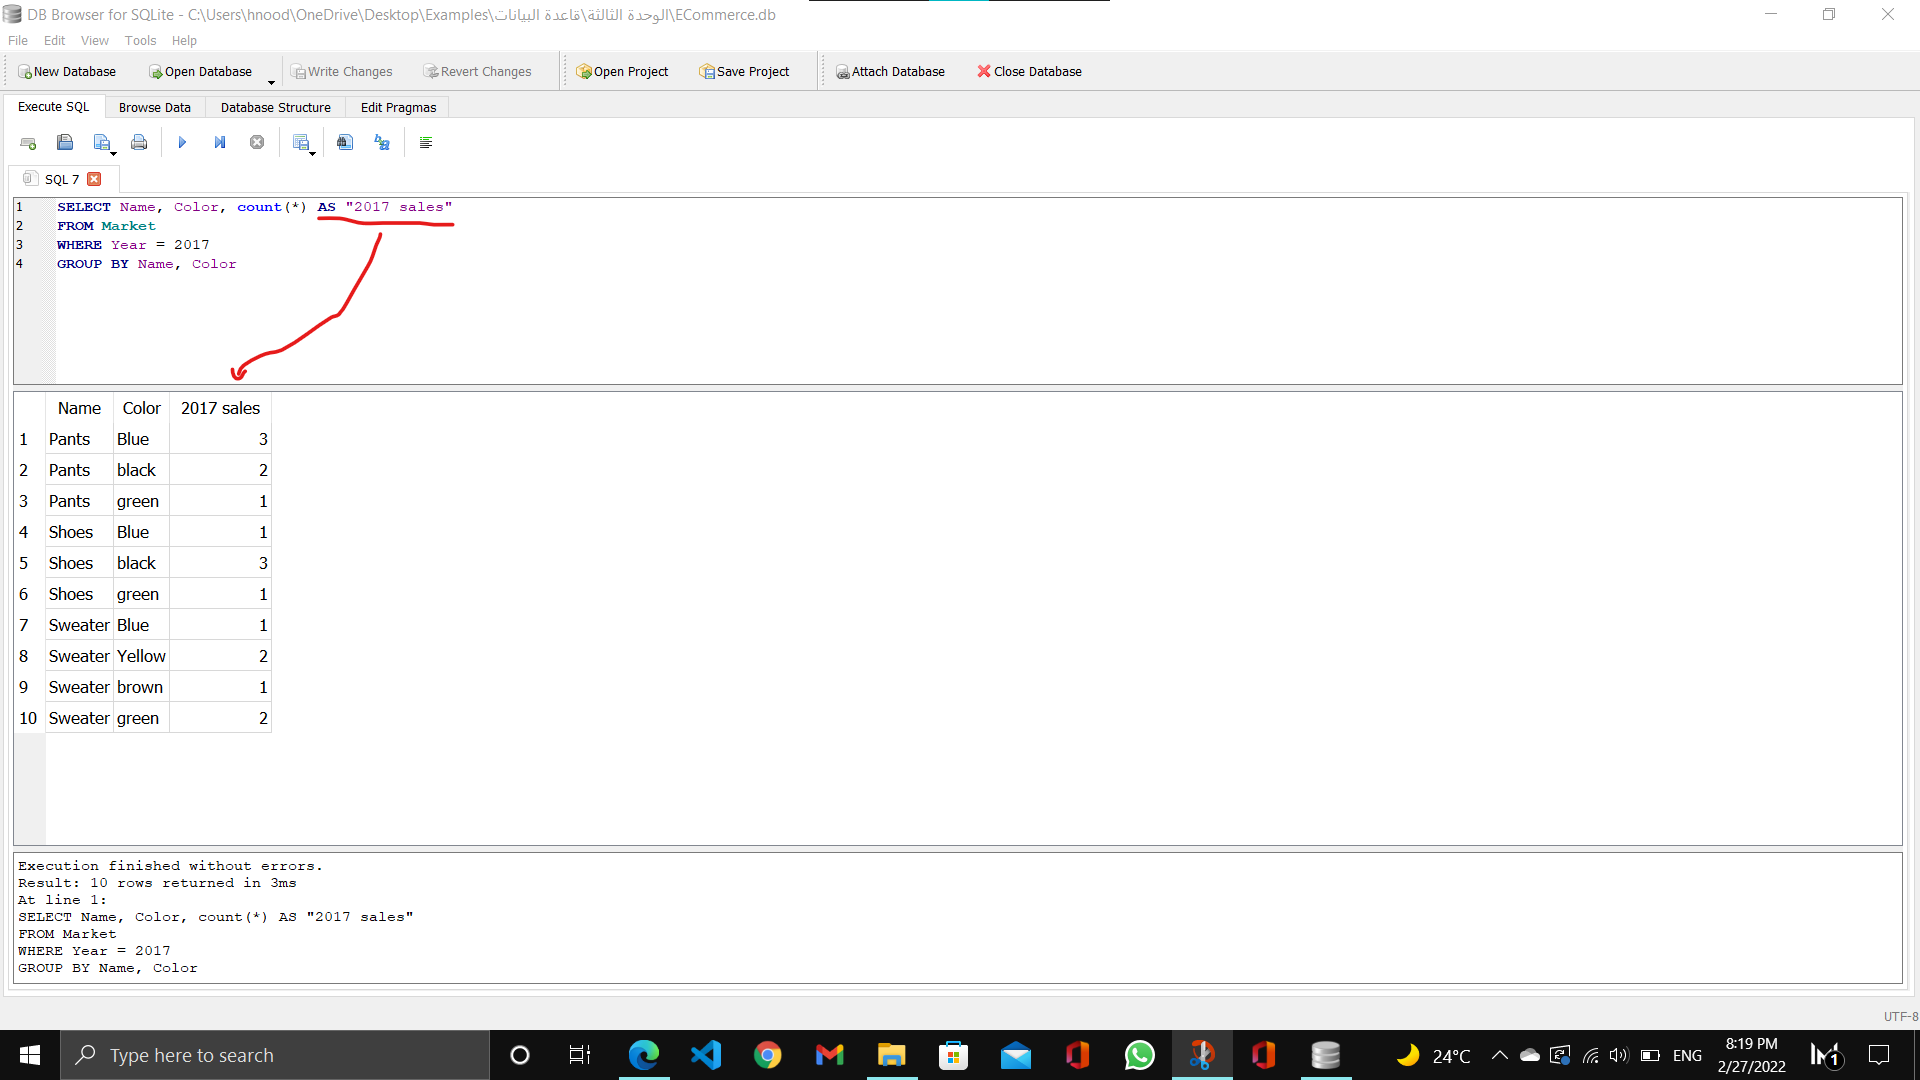 DB Browser for SQLite - C:\Users\hnood\OneDrive\Desktop\Examples\الوحدة الثالثة\قاعدة البيانات\ECommerce.db
File Edit View Tools Help
New Database Open Database Write Changes Revert Changes Open Project Save Project Attach Database Close Database
Execute SQL Browse Data Database Structure Edit Pragmas
SQL 7
1 SELECT Name, Color, count(*) AS "2017 sales"
2 FROM Market
3 WHERE Year = 2017
4 GROUP BY Name, Color
Name Color 2017 sales
1 Pants Blue 3
2 Pants black 2
3 Pants green 1
4 Shoes Blue 1
5 Shoes black 3
6 Shoes green 1
7 Sweater Blue 1
8 Sweater Yellow 2
9 Sweater brown 1
10 Sweater green 2
Execution finished without errors.
Result: 10 rows returned in 3ms
At line 1:
SELECT Name, Color, count(*) AS "2017 sales"
FROM Market
WHERE Year = 2017
GROUP BY Name, Color
UTF-8
Type here to search
24°C
ENG
8:19 PM
2/27/2022
1